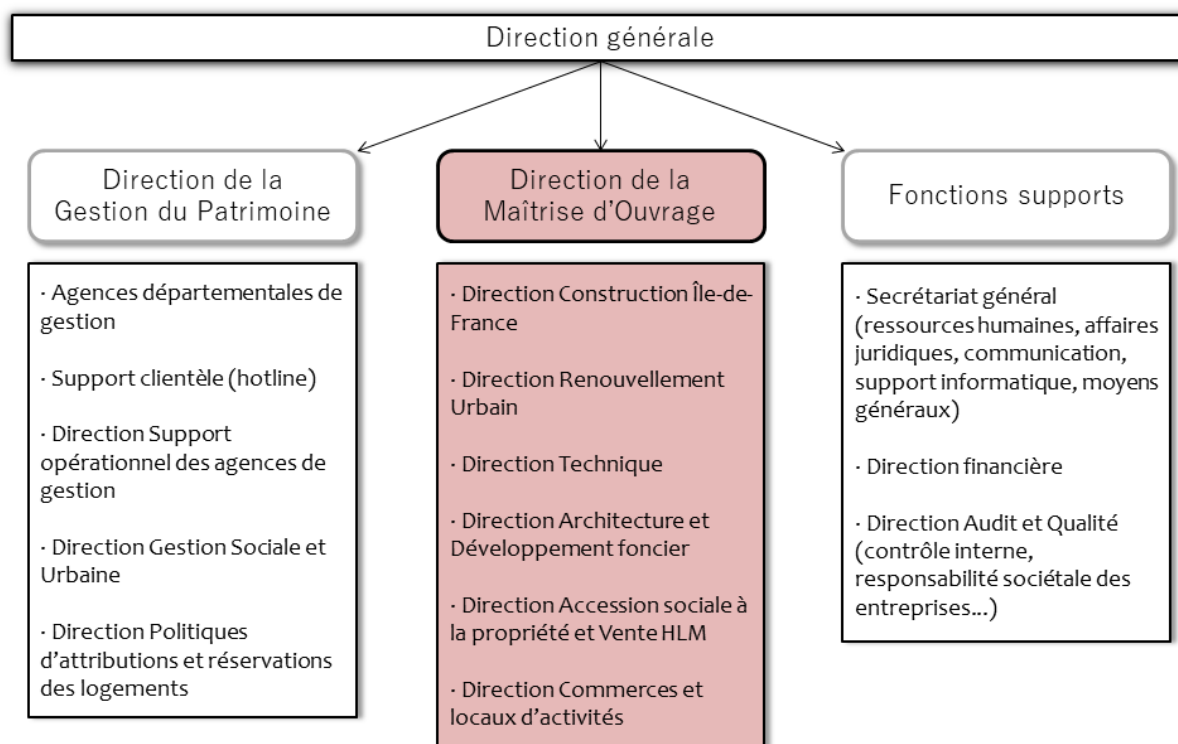 Direction générale
Direction de la
Gestion du Patrimoine
· Agences départementales de
gestion
· Support clientèle (hotline)
· Direction Support
opérationnel des agences de
gestion
· Direction Gestion Sociale et
Urbaine
· Direction Politiques
d’attributions et réservations
des logements
Direction de la
Maîtrise d’Ouvrage
· Direction Construction Île-de-
France
· Direction Renouvellement
Urbain
· Direction Technique
· Direction Architecture et
Développement foncier
· Direction Accession sociale à
la propriété et Vente HLM
· Direction Commerces et
locaux d’activités
Fonctions supports
· Secrétariat général
(ressources humaines, affaires
juridiques, communication,
support informatique, moyens
généraux)
· Direction financière
· Direction Audit et Qualité
(contrôle interne,
responsabilité sociétale des
entreprises...)